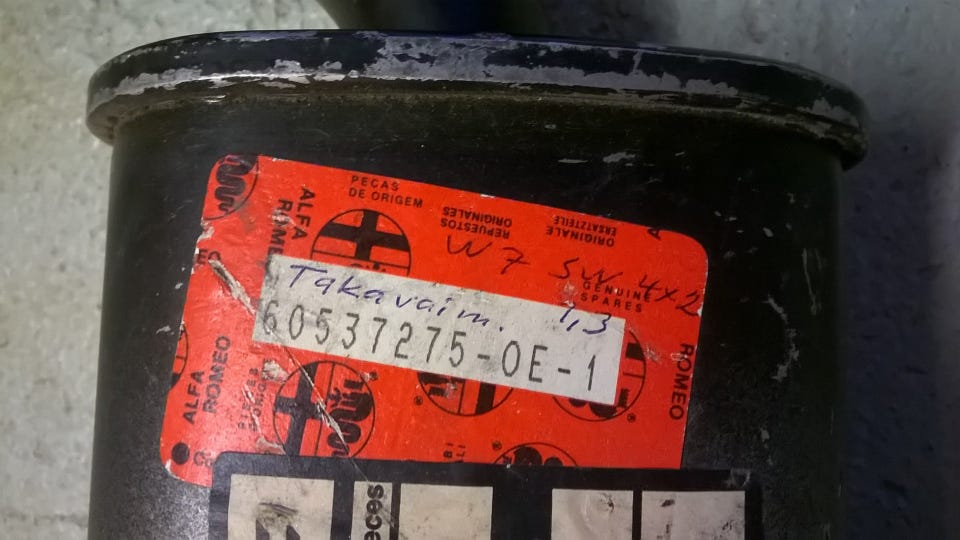 PEÇAS
DE ORIGEM
ALFA
ROMEO
REPUESTOS
ORIGINALES
ORIGINALE
ERSATZTEILE
W7 SW 4x2
GENUINE
SPARES
Takavaim. 1,3
60537275-0E-1
ALFA
ROMEO
ROMEO
eces